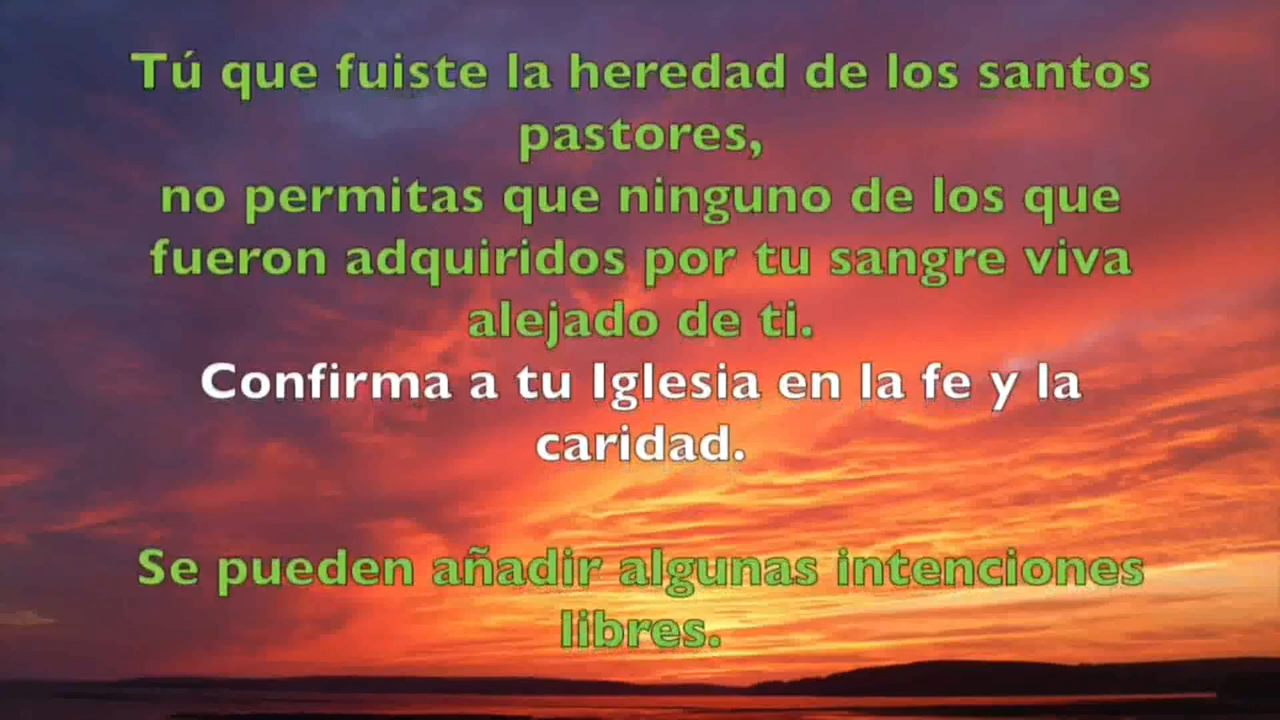 Tú que fuiste la heredad de los santos
pastores,
no permitas que ninguno de los que
fueron adquiridos por tu sangre viva
alejado de ti.
Confirma a tu Iglesia en la fe y la
caridad.
Se pueden añadir algunas intenciones
libres.